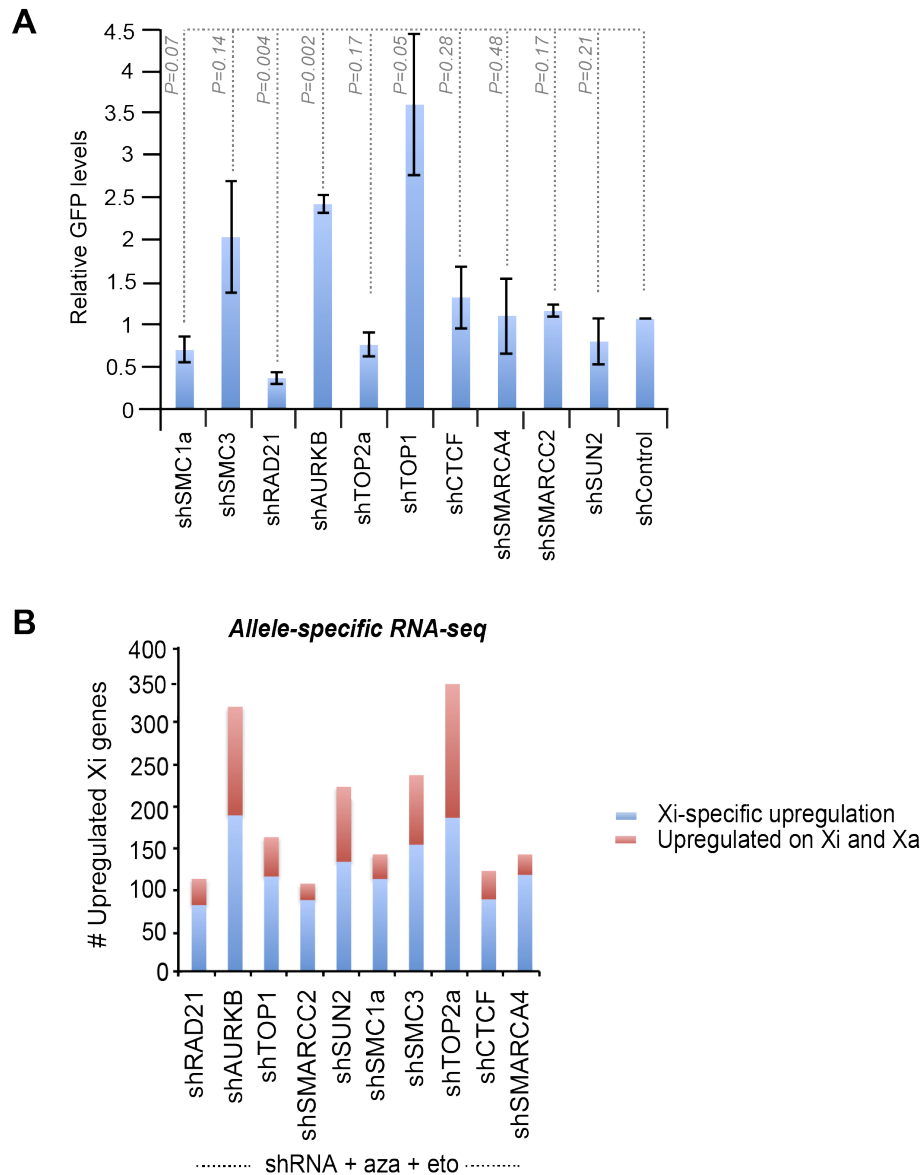 A
4.5
4
3.5
3
2.5
2
1.5
1
0.5
0
Relative GFP levels
P=0.07
P=0.14
P=0.004
P=0.002
P=0.17
P=0.05
P=0.28
P=0.48
P=0.17
P=0.21
shSMC1a
shSMC3
shRAD21
shAURKB
shTOP2a
shTOP1
shCTCF
shSMARCA4
shSMARCC2
shSUN2
shControl
B
Allele-specific RNA-seq
400
350
300
250
200
150
100
50
0
# Upregulated Xi genes
Xi-specific upregulation
Upregulated on Xi and Xa
shRAD21
shAURKB
shTOP1
shSMARCC2
shSUN2
shSMC1a
shSMC3
shTOP2a
shCTCF
shSMARCA4
shRNA + aza + eto